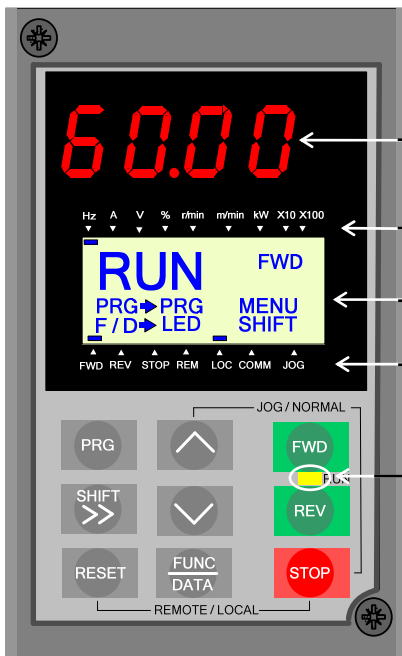 60.00
Hz A V % r/min m/min kW X10 X100
RUN FWD
PRG PRG MENU
F / D LED SHIFT
FWD REV STOP REM LOC COMM JOG
JOG / NORMAL
PRG FWD
RUN
SHIFT REV
RESET FUNC STOP
DATA
REMOTE / LOCAL